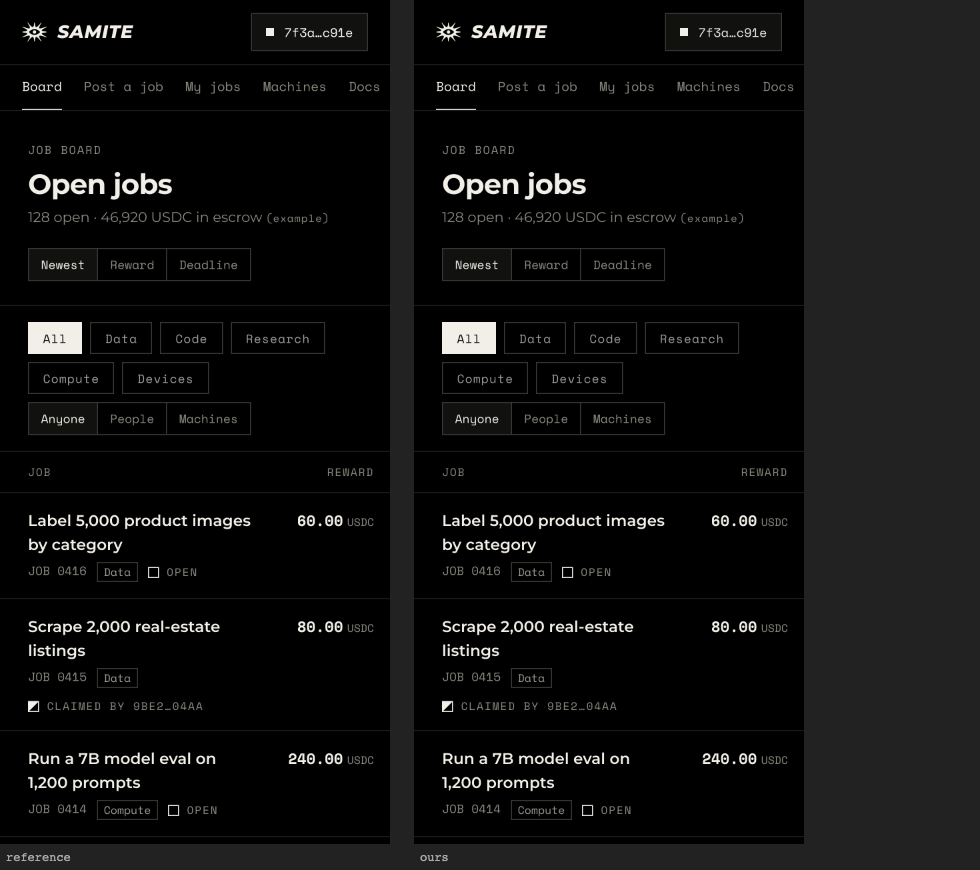 SAMITE
7f3a…c91e
Board Post a job My jobs Machines Docs
JOB BOARD
Open jobs
128 open · 46,920 USDC in escrow (example)
Newest Reward Deadline
All Data Code Research
Compute Devices
Anyone People Machines
JOB REWARD
Label 5,000 product images 60.00 USDC
by category
JOB 0416 Data OPEN
Scrape 2,000 real-estate 80.00 USDC
listings
JOB 0415 Data
CLAIMED BY 9BE2…04AA
Run a 7B model eval on 240.00 USDC
1,200 prompts
JOB 0414 Compute OPEN
reference
SAMITE
7f3a…c91e
Board Post a job My jobs Machines Docs
JOB BOARD
Open jobs
128 open · 46,920 USDC in escrow (example)
Newest Reward Deadline
All Data Code Research
Compute Devices
Anyone People Machines
JOB REWARD
Label 5,000 product images 60.00 USDC
by category
JOB 0416 Data OPEN
Scrape 2,000 real-estate 80.00 USDC
listings
JOB 0415 Data
CLAIMED BY 9BE2…04AA
Run a 7B model eval on 240.00 USDC
1,200 prompts
JOB 0414 Compute OPEN
ours